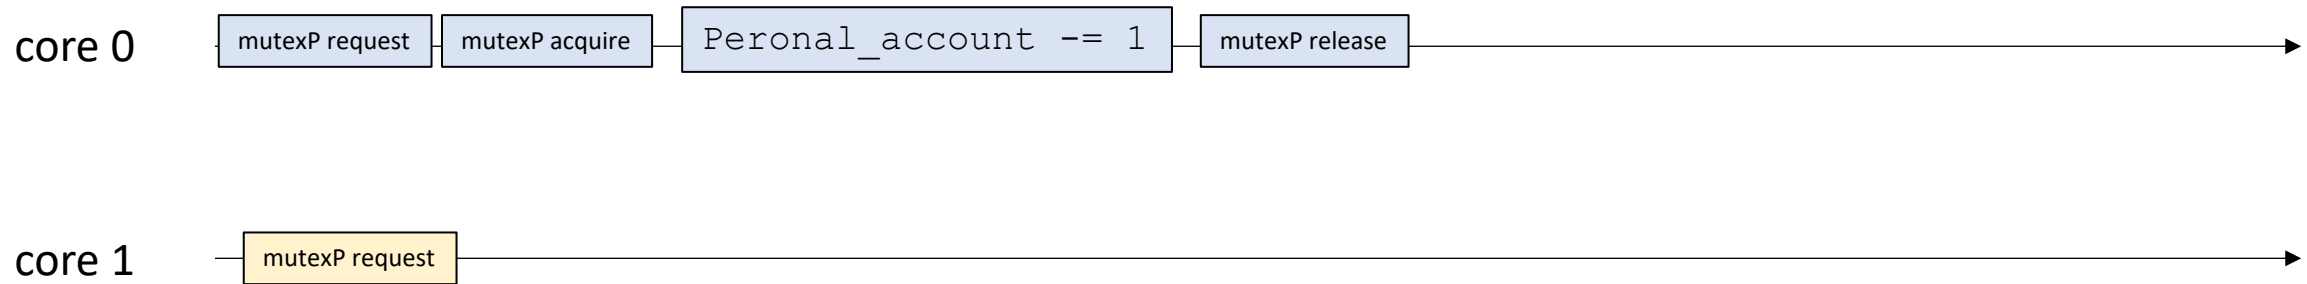 core 0
mutexP request
mutexP acquire
Peronal_account -= 1
mutexP release
core 1
mutexP request